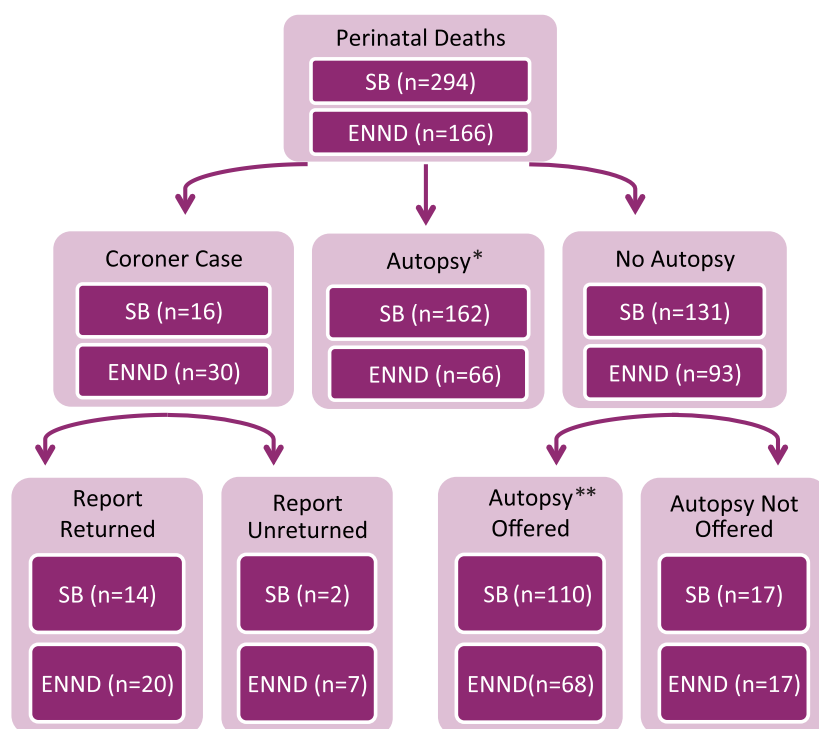 Perinatal Deaths
SB (n=294)
ENND (n=166)
Coroner Case
SB (n=16)
ENND (n=30)
Autopsy*
SB (n=162)
ENND (n=66)
No Autopsy
SB (n=131)
ENND (n=93)
Report
Returned
SB (n=14)
ENND (n=20)
Report
Unreturned
SB (n=2)
ENND (n=7)
Autopsy**
Offered
SB (n=110)
ENND(n=68)
Autopsy Not
Offered
SB (n=17)
ENND (n=17)